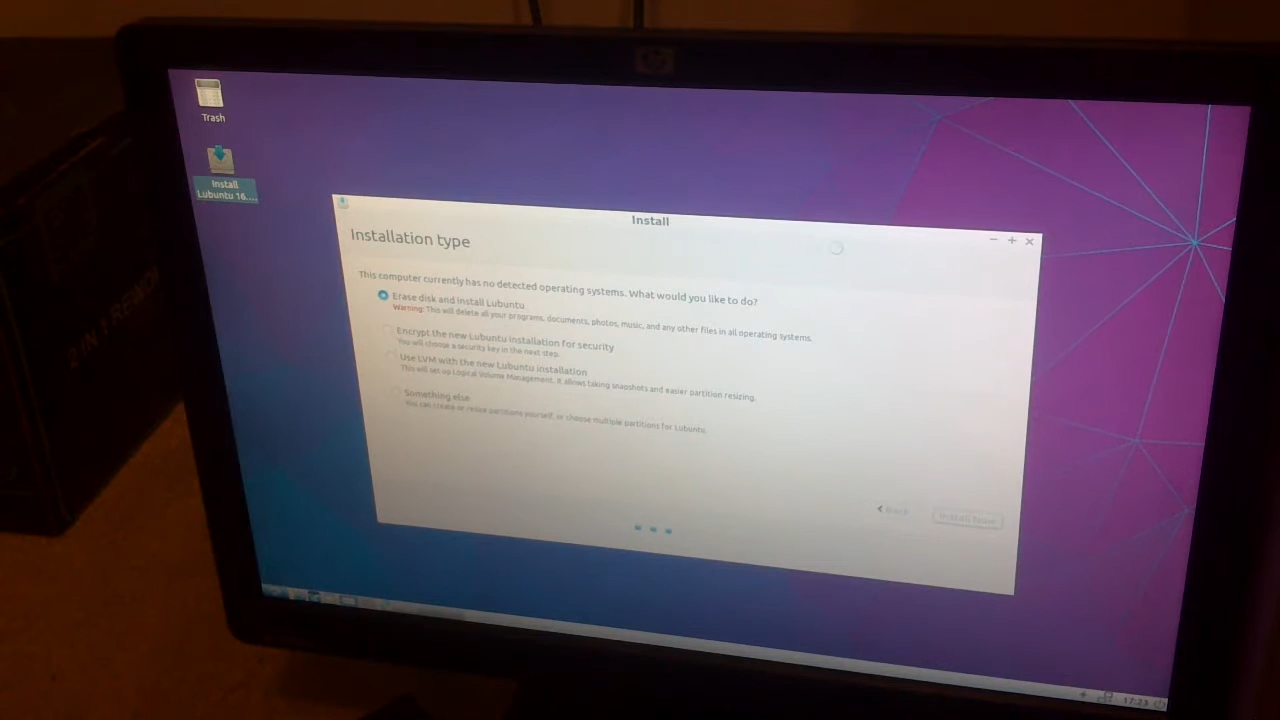 Trash
Install
Lubuntu 16....
Install
Installation type
This computer currently has no detected operating systems. What would you like to do?
Erase disk and install Lubuntu
Warning: This will delete all your programs, documents, photos, music, and any other files in all operating systems.
Encrypt the new Lubuntu installation for security
You will choose a security key in the next step.
Use LVM with the new Lubuntu installation
This will set up Logical Volume Management. It allows taking snapshots and easier partition resizing.
Something else
You can create or resize partitions yourself, or choose multiple partitions for Lubuntu.
Back
Install Now
17:23
2 IN 1